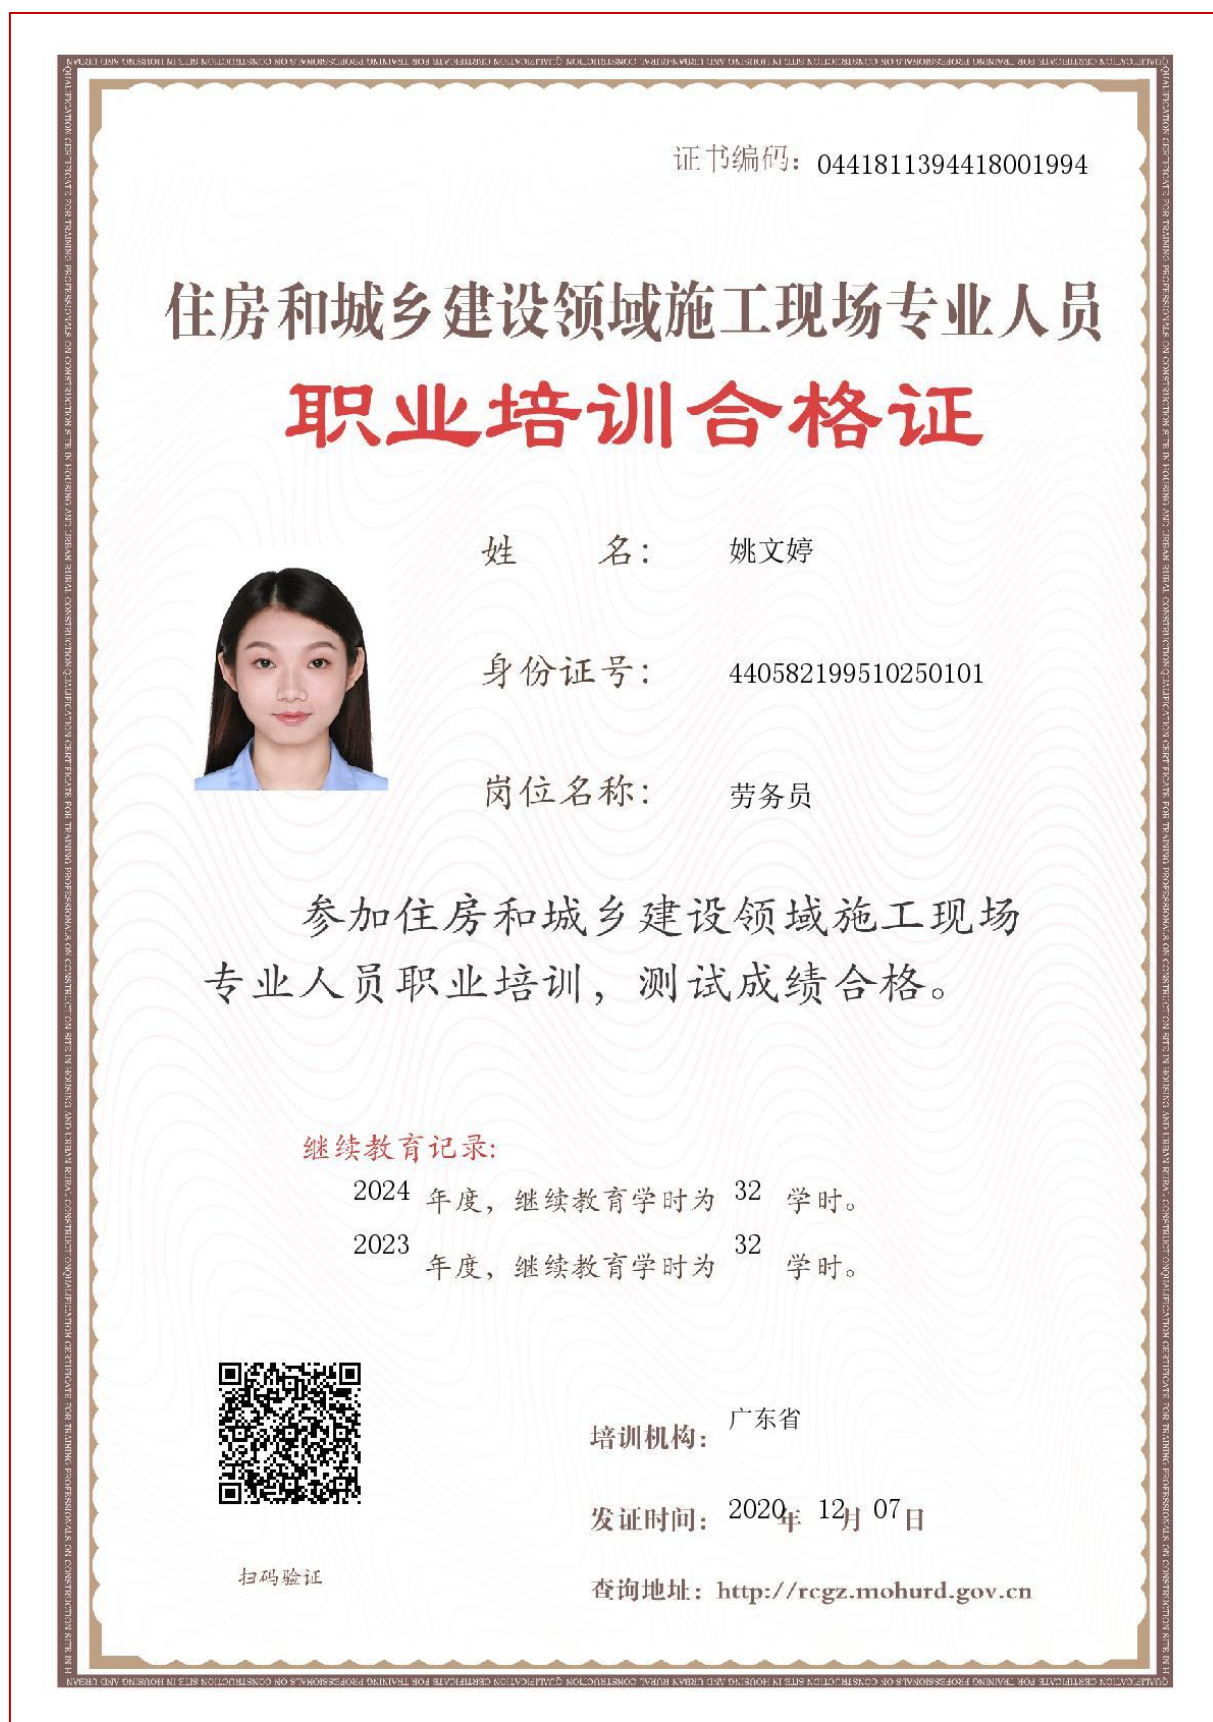 证书编码：0441811394418001994
住房和城乡建设领域施工现场专业人员
职业培训合格证
姓 名： 姚文婷
身份证号： 440582199510250101
岗位名称： 劳务员
参加住房和城乡建设领域施工现场
专业人员职业培训，测试成绩合格。
继续教育记录:
2024 年度，继续教育学时为 32 学时。
2023 年度，继续教育学时为 32 学时。
培训机构： 广东省
发证时间： 2020年 12月 07日
扫码验证
查询地址：http://rcgz.mohurd.gov.cn